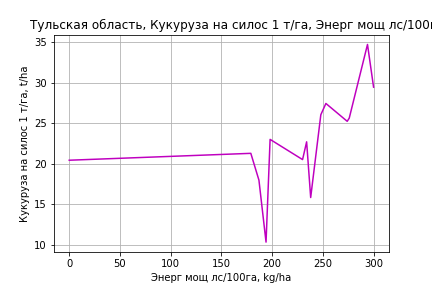 Тульская область, Кукуруза на силос 1 т/га, Энерг мощ лс/100г
35
30
25
20
15
10
Кукуруза на силос 1 т/га, t/ha
0 50 100 150 200 250 300
Энерг мощ лс/100га, kg/ha